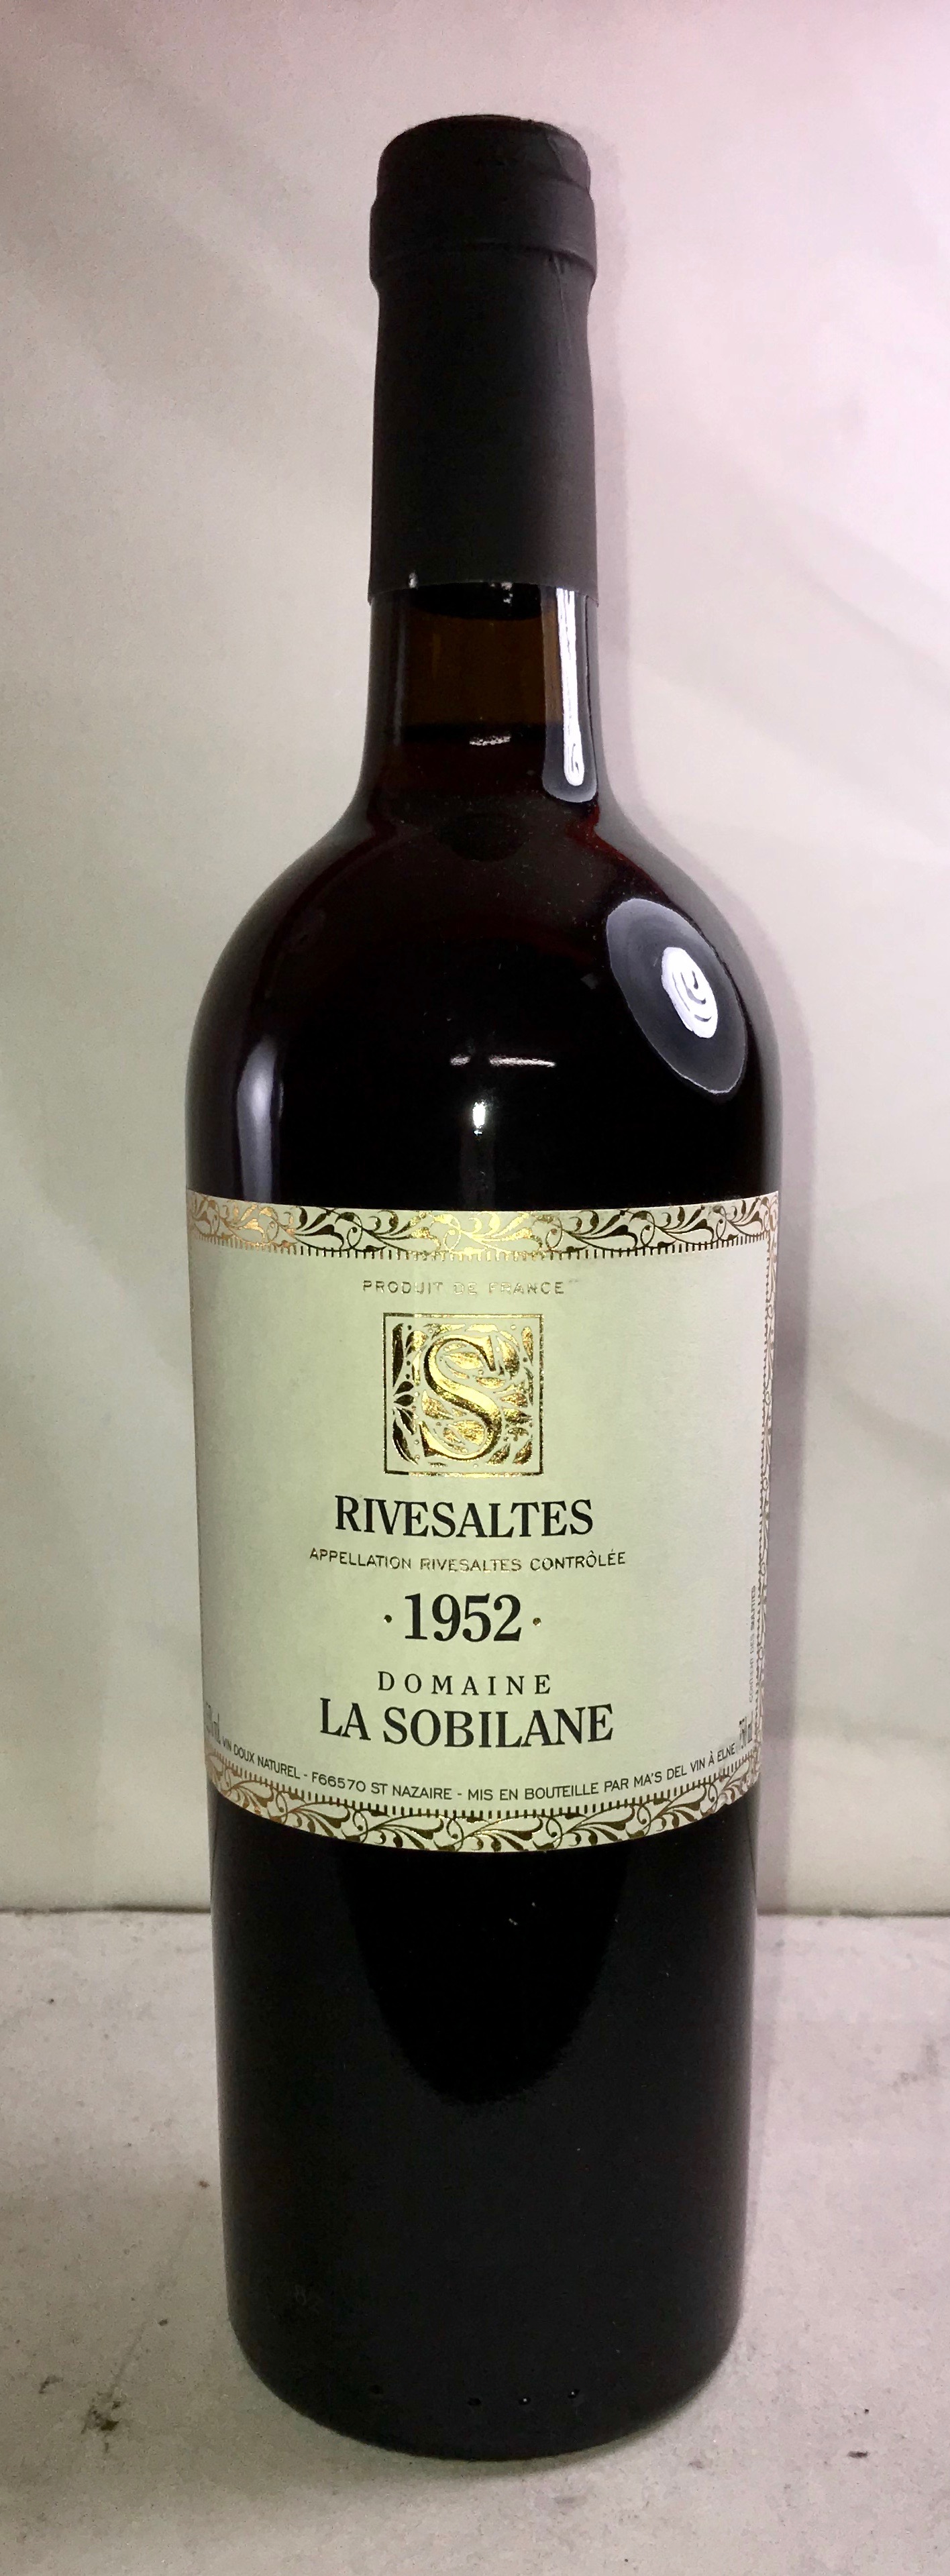 PRODUIT DE FRANCE
S
RIVESALTES
APPELLATION RIVESALTES CONTRÔLÉE
·1952·
DOMAINE
LA SOBILANE
VIN DOUX NATUREL - F66570 ST NAZAIRE - MIS EN BOUTEILLE PAR MA'S DEL VIN À ELNE